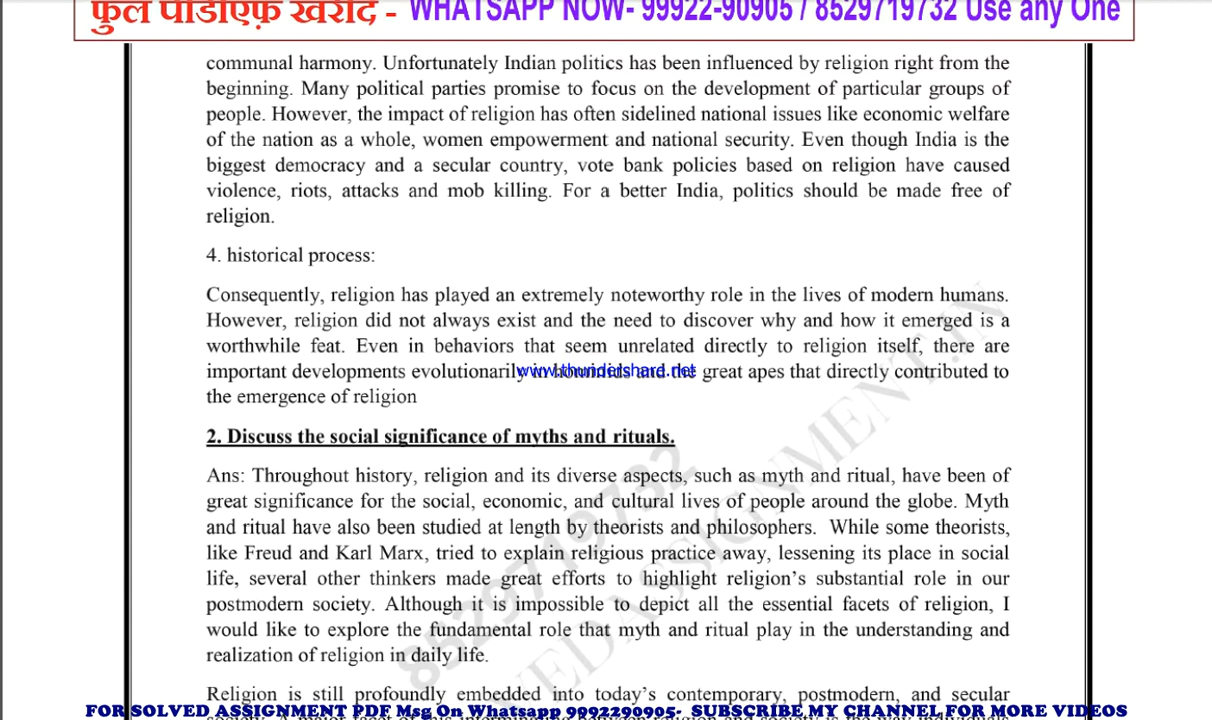 फुल पीडीएफ़ खरीदें - WHATSAPP NOW- 99922-90905 / 8529719732 Use any One
communal harmony. Unfortunately Indian politics has been influenced by religion right from the
beginning. Many political parties promise to focus on the development of particular groups of
people. However, the impact of religion has often sidelined national issues like economic welfare
of the nation as a whole, women empowerment and national security. Even though India is the
biggest democracy and a secular country, vote bank policies based on religion have caused
violence, riots, attacks and mob killing. For a better India, politics should be made free of
religion.
4. historical process:
Consequently, religion has played an extremely noteworthy role in the lives of modern humans.
However, religion did not always exist and the need to discover why and how it emerged is a
worthwhile feat. Even in behaviors that seem unrelated directly to religion itself, there are
important developments evolutionarily in and the great apes that directly contributed to
www.thundershard.net
the emergence of religion
2. Discuss the social significance of myths and rituals.
Ans: Throughout history, religion and its diverse aspects, such as myth and ritual, have been of
great significance for the social, economic, and cultural lives of people around the globe. Myth
and ritual have also been studied at length by theorists and philosophers. While some theorists,
like Freud and Karl Marx, tried to explain religious practice away, lessening its place in social
life, several other thinkers made great efforts to highlight religion's substantial role in our
postmodern society. Although it is impossible to depict all the essential facets of religion, I
would like to explore the fundamental role that myth and ritual play in the understanding and
realization of religion in daily life.
8529719732
VEDASSIGNMENT.IN
Religion is still profoundly embedded into today's contemporary, postmodern, and secular
FOR SOLVED ASSIGNMENT PDF Msg On Whatsapp 9992290905- SUBSCRIBE MY CHANNEL FOR MORE VIDEOS